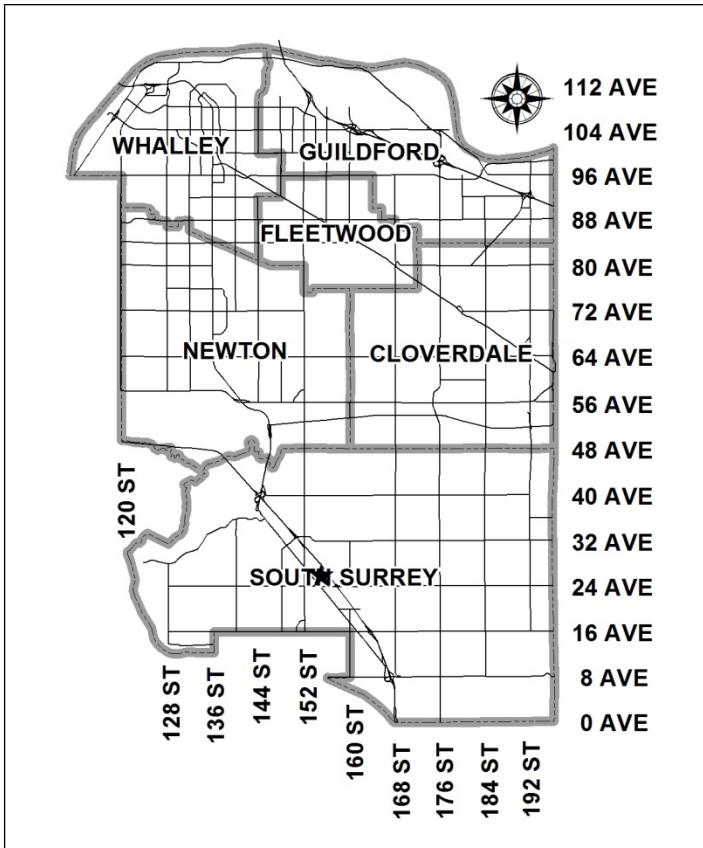 112 AVE
104 AVE
WHALLEY
GUILDFORD
96 AVE
88 AVE
FLEETWOOD
80 AVE
72 AVE
NEWTON
CLOVERDALE
64 AVE
56 AVE
48 AVE
120 ST
40 AVE
32 AVE
SOUTH SURREY
24 AVE
16 AVE
128 ST
136 ST
144 ST
152 ST
160 ST
8 AVE
0 AVE
168 ST
176 ST
184 ST
192 ST